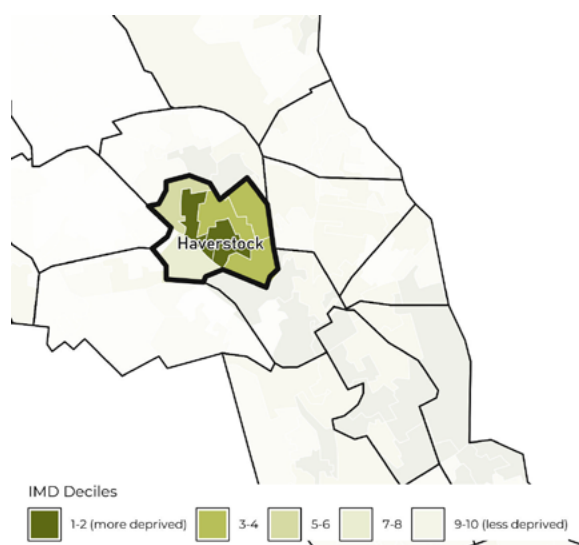 Haverstock
IMD Deciles
1-2 (more deprived) 3-4 5-6 7-8 9-10 (less deprived)